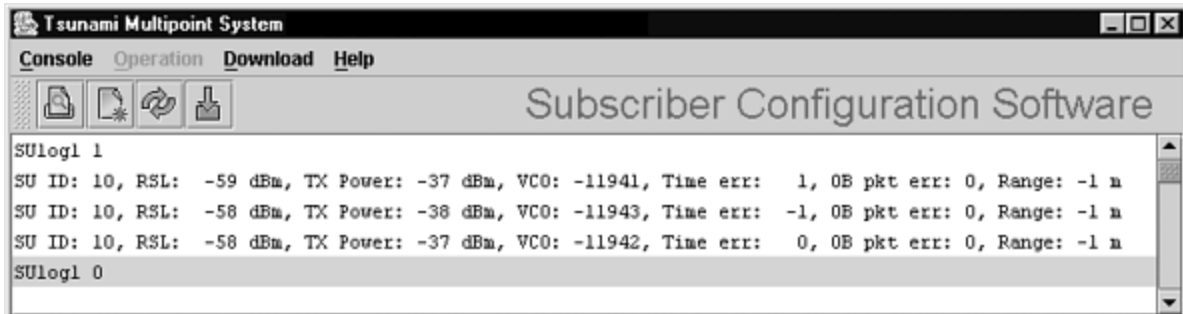 Tsunami Multipoint System
Console Operation Download Help
Subscriber Configuration Software
SUlog1 1
SU ID: 10, RSL: -59 dBm, TX Power: -37 dBm, VCO: -11941, Time err: 1, OB pkt err: 0, Range: -1 m
SU ID: 10, RSL: -58 dBm, TX Power: -38 dBm, VCO: -11943, Time err: -1, OB pkt err: 0, Range: -1 m
SU ID: 10, RSL: -58 dBm, TX Power: -37 dBm, VCO: -11942, Time err: 0, OB pkt err: 0, Range: -1 m
SUlog1 0